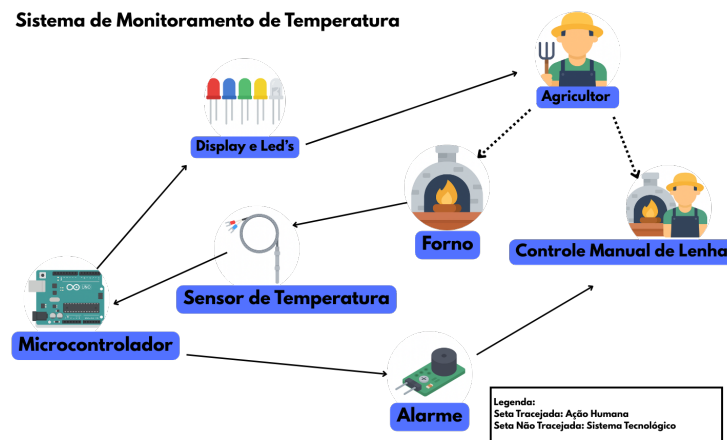 Sistema de Monitoramento de Temperatura
Agricultor
Display e Led's
Forno
Controle Manual de Lenha
Sensor de Temperatura
Microcontrolador
Alarme
Legenda:
Seta Tracejada: Ação Humana
Seta Não Tracejada: Sistema Tecnológico